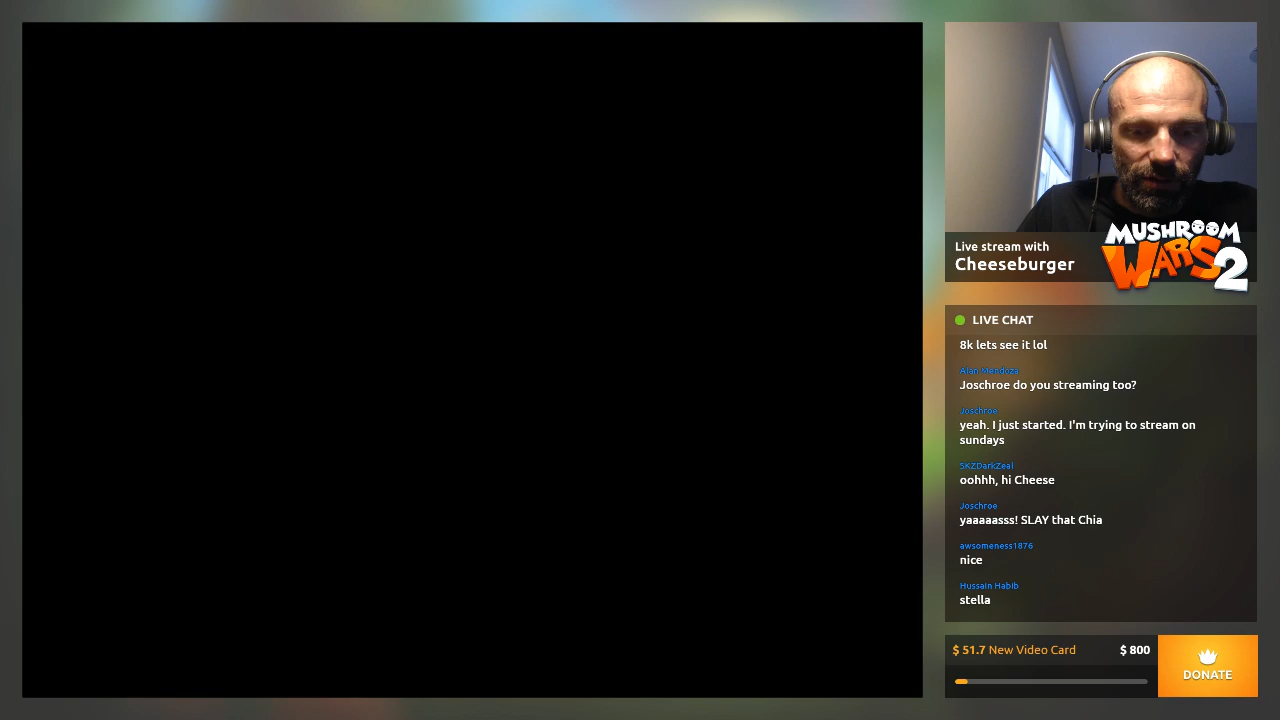 Live stream with
Cheeseburger
MUSHROOM
WARS 2
LIVE CHAT
8k lets see it lol
Alan Mendoza
Joschroe do you streaming too?
Joschroe
yeah. I just started. I'm trying to stream on
sundays
SKZDarkZeal
oohhh, hi Cheese
Joschroe
yaaaaasss! SLAY that Chia
awsomeness1876
nice
Hussain Habib
stella
$ 51.7 New Video Card $ 800
DONATE